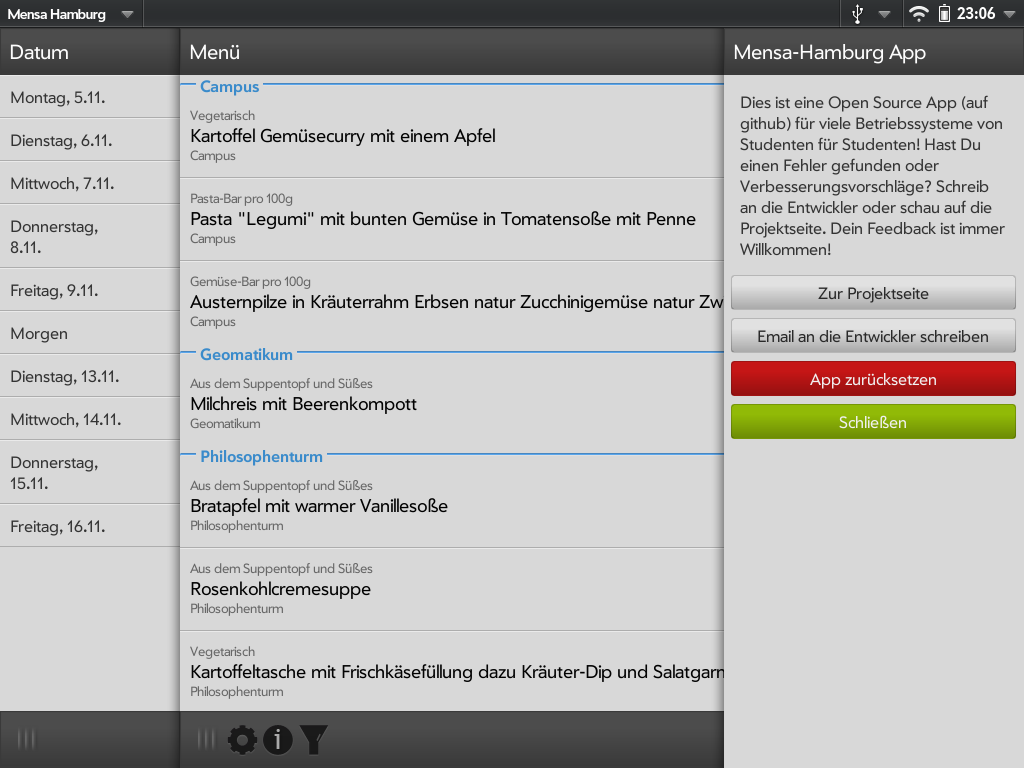 Mensa Hamburg
23:06
Datum
Montag, 5.11.
Dienstag, 6.11.
Mittwoch, 7.11.
Donnerstag,
8.11.
Freitag, 9.11.
Morgen
Dienstag, 13.11.
Mittwoch, 14.11.
Donnerstag,
15.11.
Freitag, 16.11.
Menü
Campus
Vegetarisch
Kartoffel Gemüsecurry mit einem Apfel
Campus
Pasta-Bar pro 100g
Pasta "Legumi" mit bunten Gemüse in Tomatensoße mit Penne
Campus
Gemüse-Bar pro 100g
Austernpilze in Kräuterrahm Erbsen natur Zucchinigemüse natur Zw
Campus
Geomatikum
Aus dem Suppentopf und Süßes
Milchreis mit Beerenkompott
Geomatikum
Philosophenturm
Aus dem Suppentopf und Süßes
Bratapfel mit warmer Vanillesoße
Philosophenturm
Aus dem Suppentopf und Süßes
Rosenkohlcremesuppe
Philosophenturm
Vegetarisch
Kartoffeltasche mit Frischkäsefüllung dazu Kräuter-Dip und Salatgarn
Philosophenturm
Mensa-Hamburg App
Dies ist eine Open Source App (auf
github) für viele Betriebssysteme von
Studenten für Studenten! Hast Du
einen Fehler gefunden oder
Verbesserungsvorschläge? Schreib
an die Entwickler oder schau auf die
Projektseite. Dein Feedback ist immer
Willkommen!
Zur Projektseite
Email an die Entwickler schreiben
App zurücksetzen
Schließen